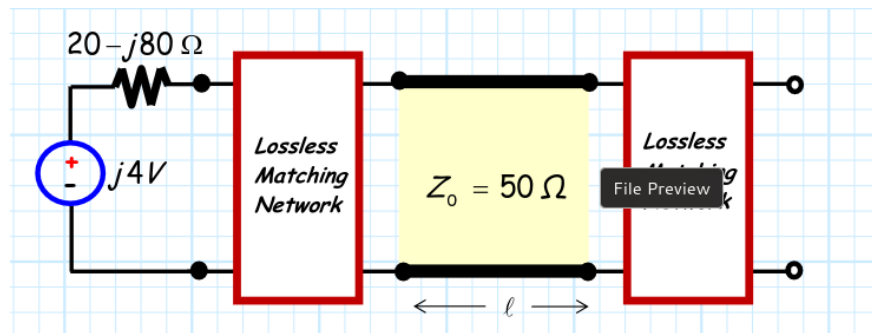 20-j80 Ω
+
-
j4V
Lossless
Matching
Network
Z₀ = 50 Ω
Lossless
File Preview
ℓ